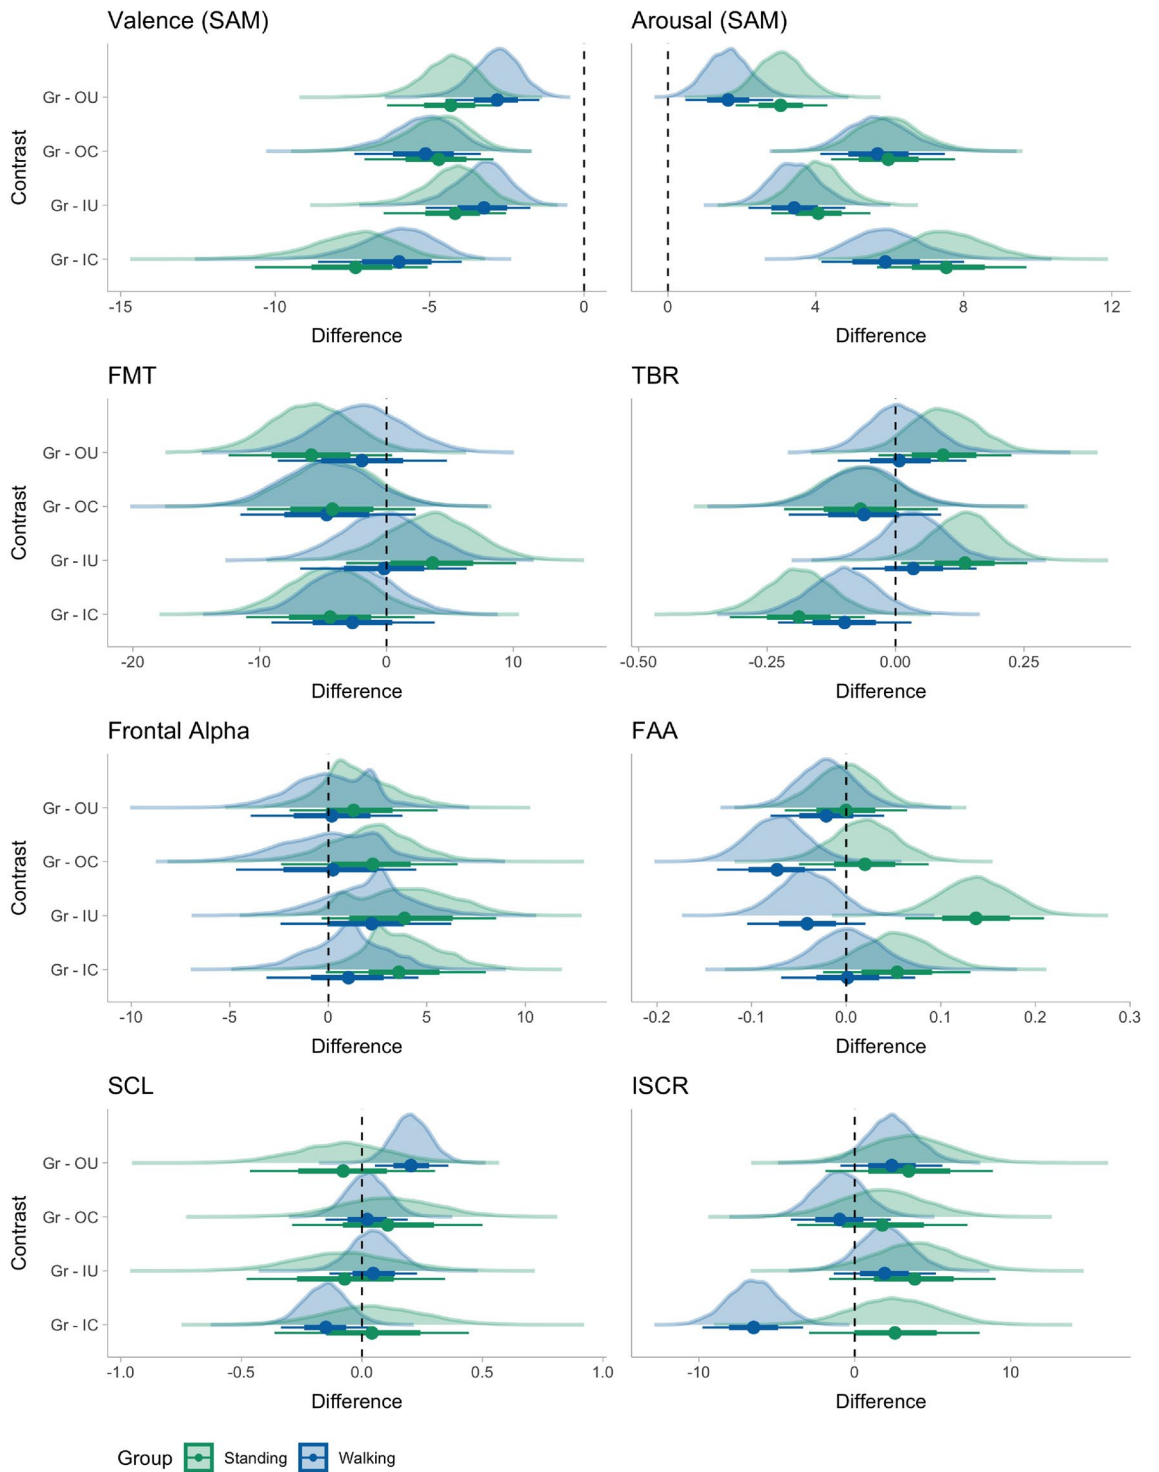 Valence (SAM)
Arousal (SAM)
Contrast
Gr - OU
Gr - OC
Gr - IU
Gr - IC
-15 -10 -5 0
0 4 8 12
Difference
Difference
FMT
TBR
Contrast
Gr - OU
Gr - OC
Gr - IU
Gr - IC
-20 -10 0 10
-0.50 -0.25 0.00 0.25
Difference
Difference
Frontal Alpha
FAA
Contrast
Gr - OU
Gr - OC
Gr - IU
Gr - IC
-10 -5 0 5 10
-0.2 -0.1 0.0 0.1 0.2 0.3
Difference
Difference
SCL
ISCR
Contrast
Gr - OU
Gr - OC
Gr - IU
Gr - IC
-1.0 -0.5 0.0 0.5 1.0
-10 0 10
Difference
Difference
Group Standing Walking